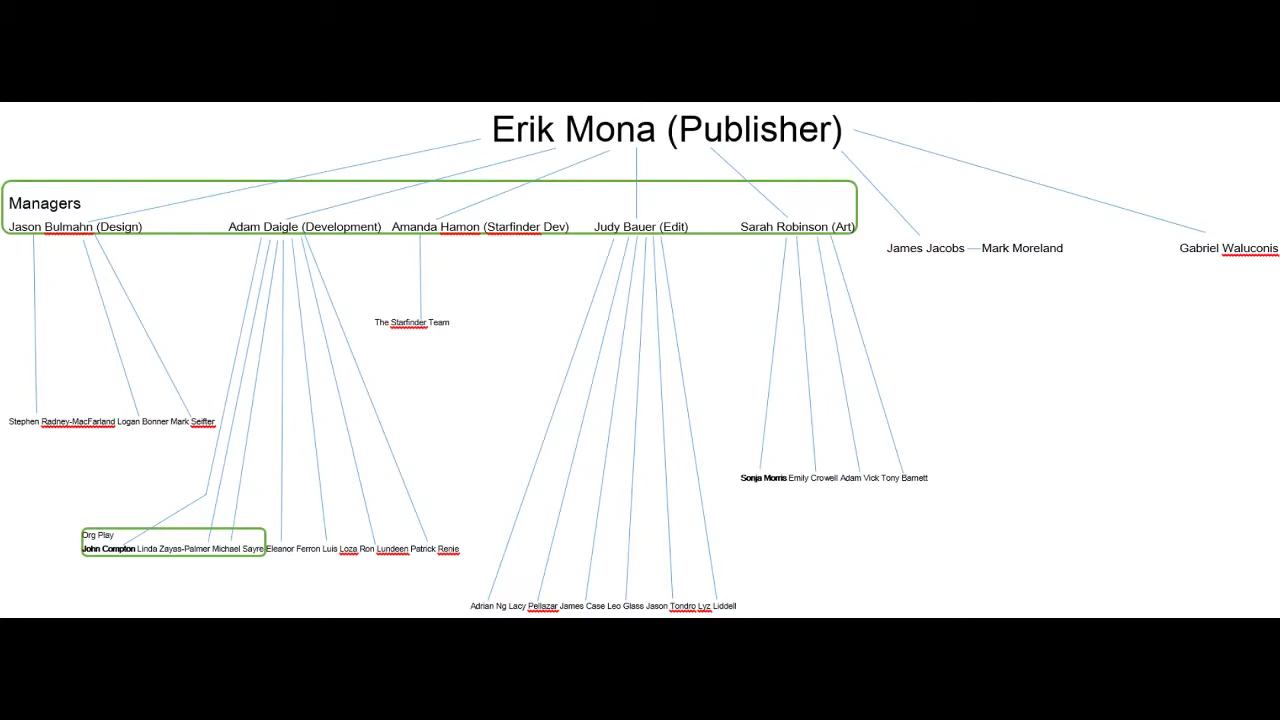 Erik Mona (Publisher)
Managers
Jason Bulmahn (Design) Adam Daigle (Development) Amanda Hamon (Starfinder Dev) Judy Bauer (Edit) Sarah Robinson (Art)
James Jacobs Mark Moreland Gabriel Waluconis
The Starfinder Team
Stephen Radney-MacFarland Logan Bonner Mark Seifter
Sonja Morris Emily Crowell Adam Vick Tony Barnett
Org Play
John Compton Linda Zayas-Palmer Michael Sayre Eleanor Ferron Luis Loza Ron Lundeen Patrick Renie
Adrian Ng Lacy Pellazar James Case Leo Glass Jason Tondro Lyz Liddell